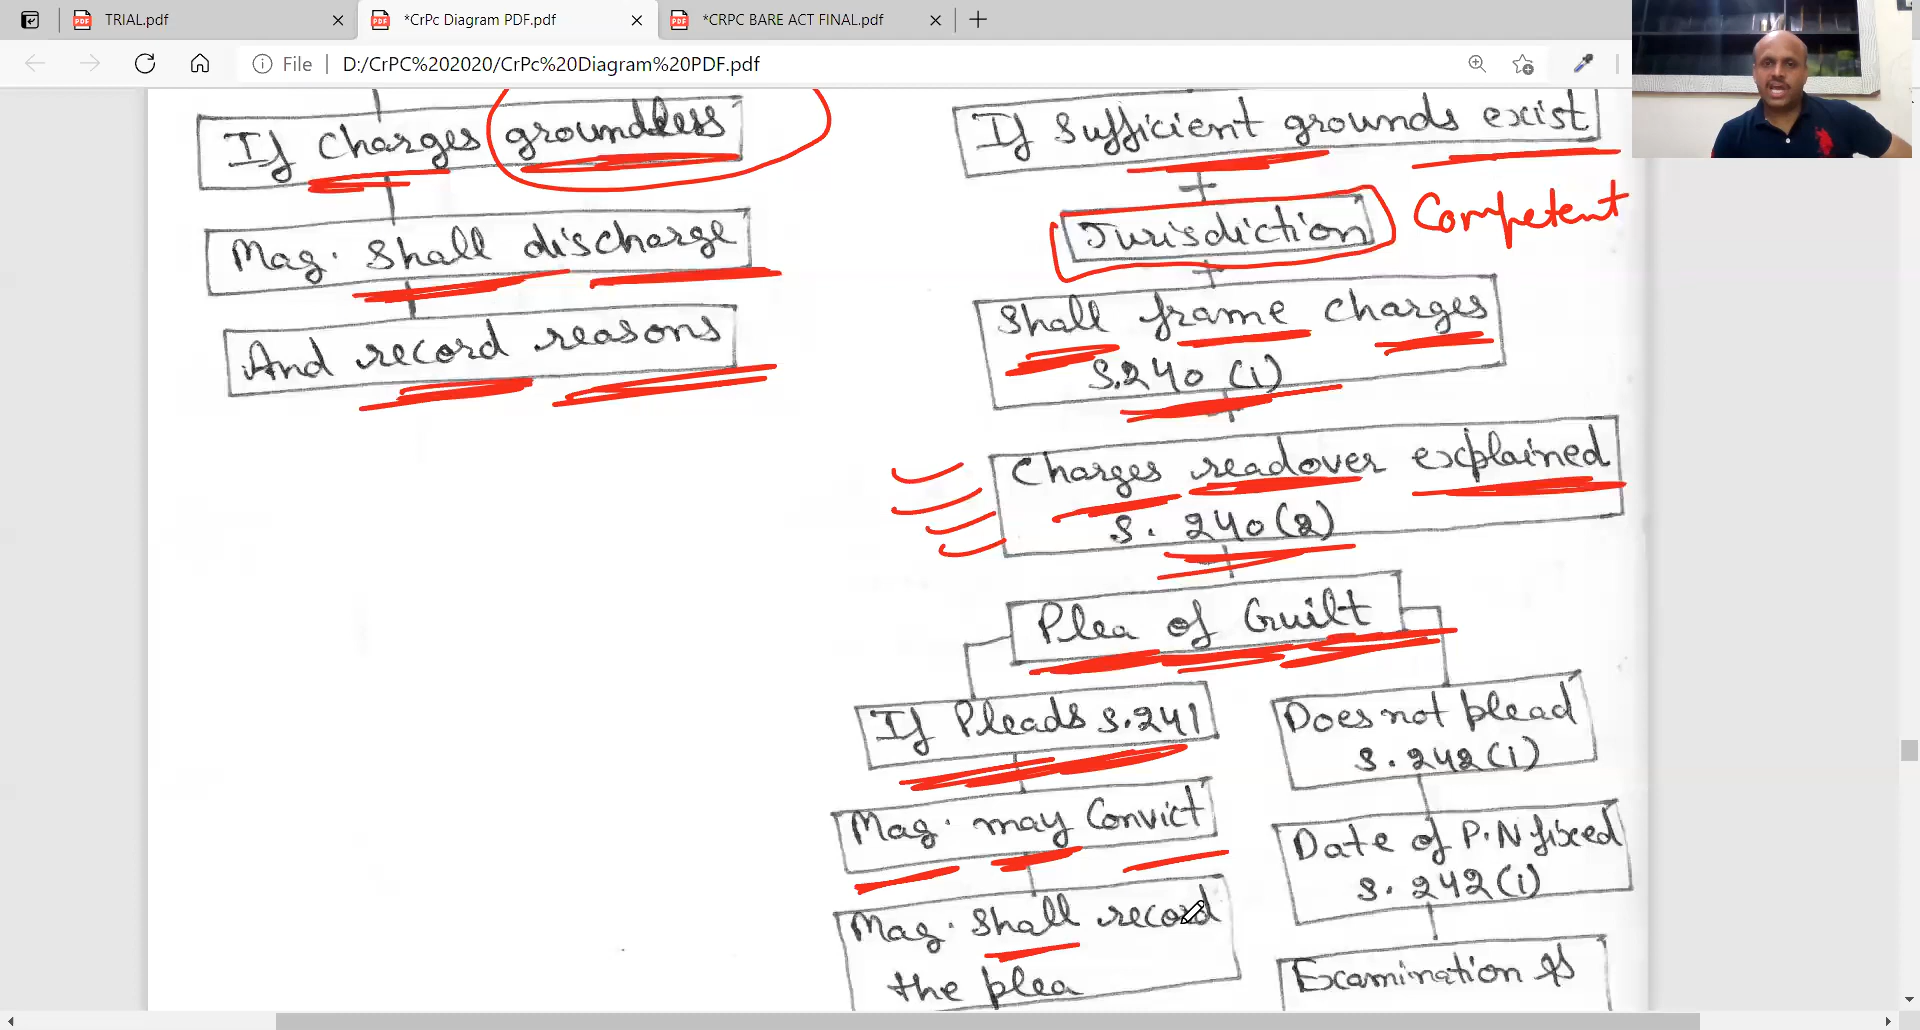 TRIAL.pdf
*CrPc Diagram PDF.pdf
*CRPC BARE ACT FINAL.pdf
File
D:/CrPC%202020/CrPc%20Diagram%20PDF.pdf
If charges groundless
Mag. Shall discharge
And record reasons
If Sufficient grounds exist
Jurisdiction
Competent
Shall frame charges
S.240 (1)
Charges readover explained
S. 240(2)
Plea of Guilt
If Pleads S.241
Mag. may Convict
Mag. Shall record
the plea
Does not plead
S. 242(1)
Date of P.N fixed
S. 242(1)
Examination of